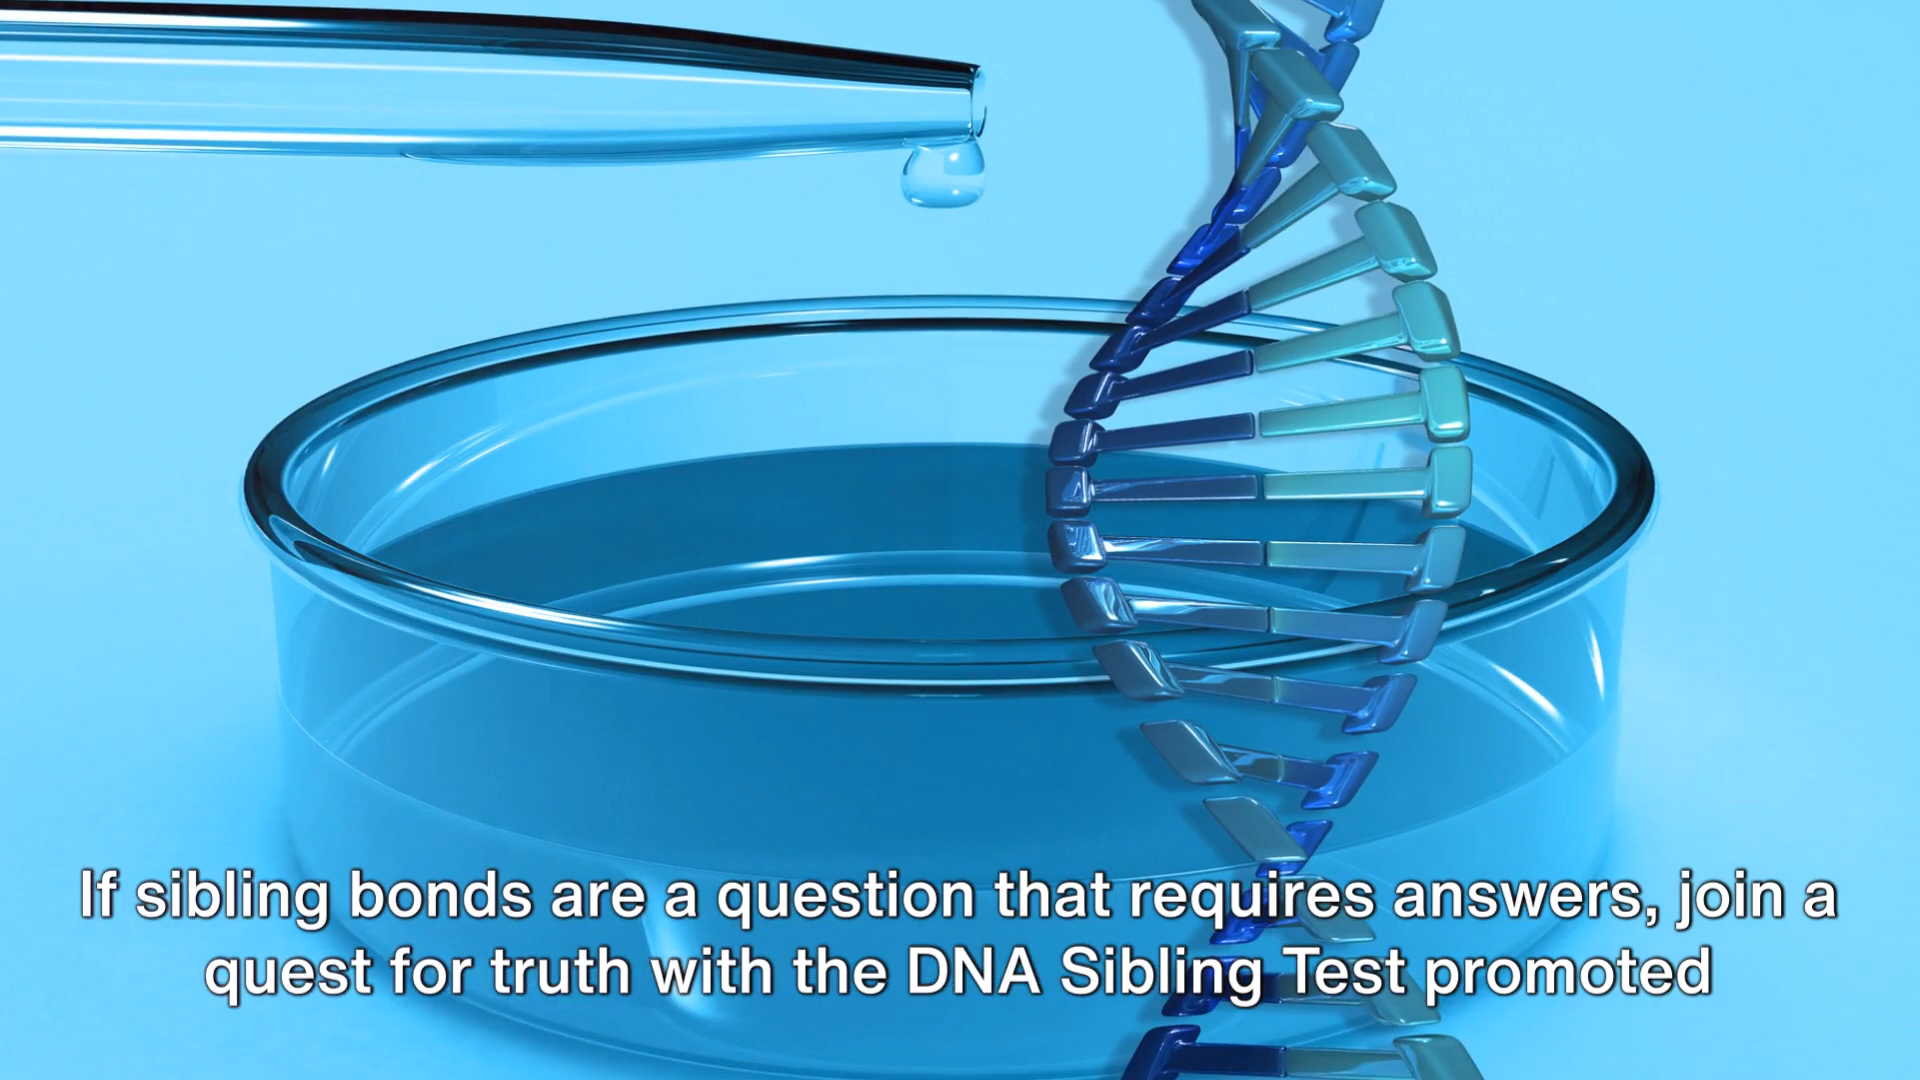 If sibling bonds are a question that requires answers, join a
quest for truth with the DNA Sibling Test promoted